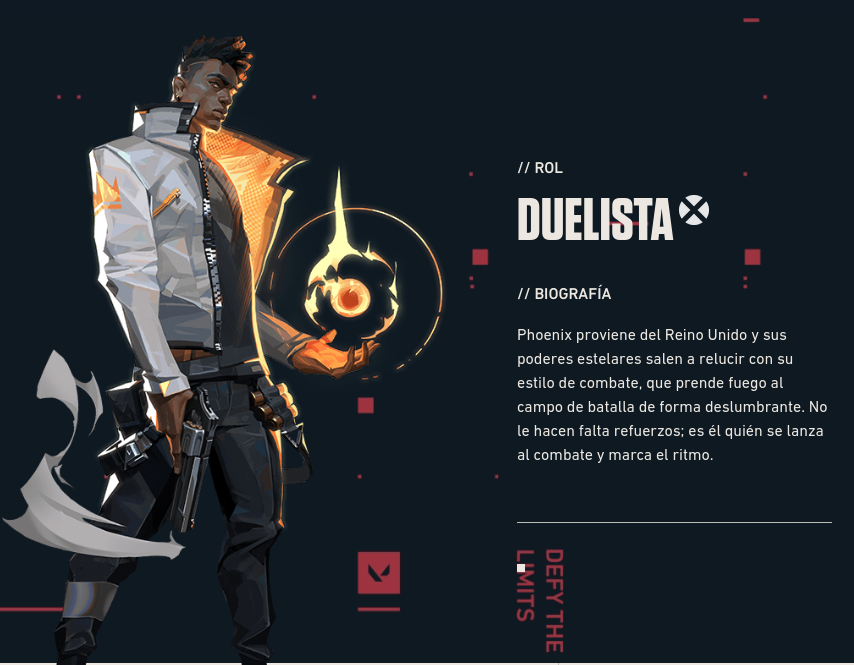 // ROL
DUELISTA
// BIOGRAFÍA
Phoenix proviene del Reino Unido y sus
poderes estelares salen a relucir con su
estilo de combate, que prende fuego al
campo de batalla de forma deslumbrante. No
le hacen falta refuerzos; es él quién se lanza
al combate y marca el ritmo.
DEFY THE
LIMITS